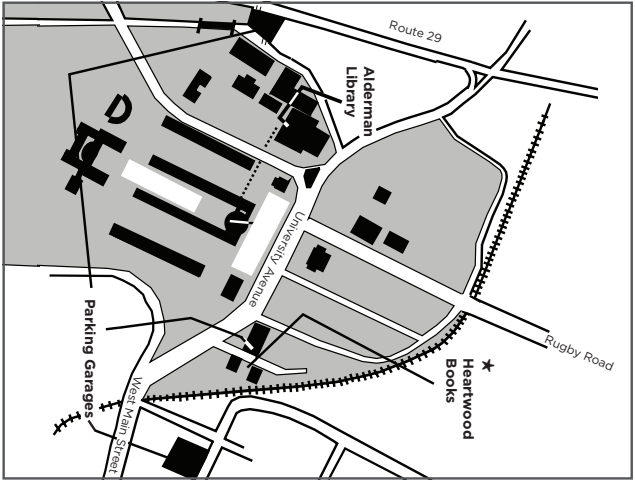 Route 29
Alderman
Library
University Avenue
Parking Garages
Heartwood
Books
Rugby Road
West Main Street